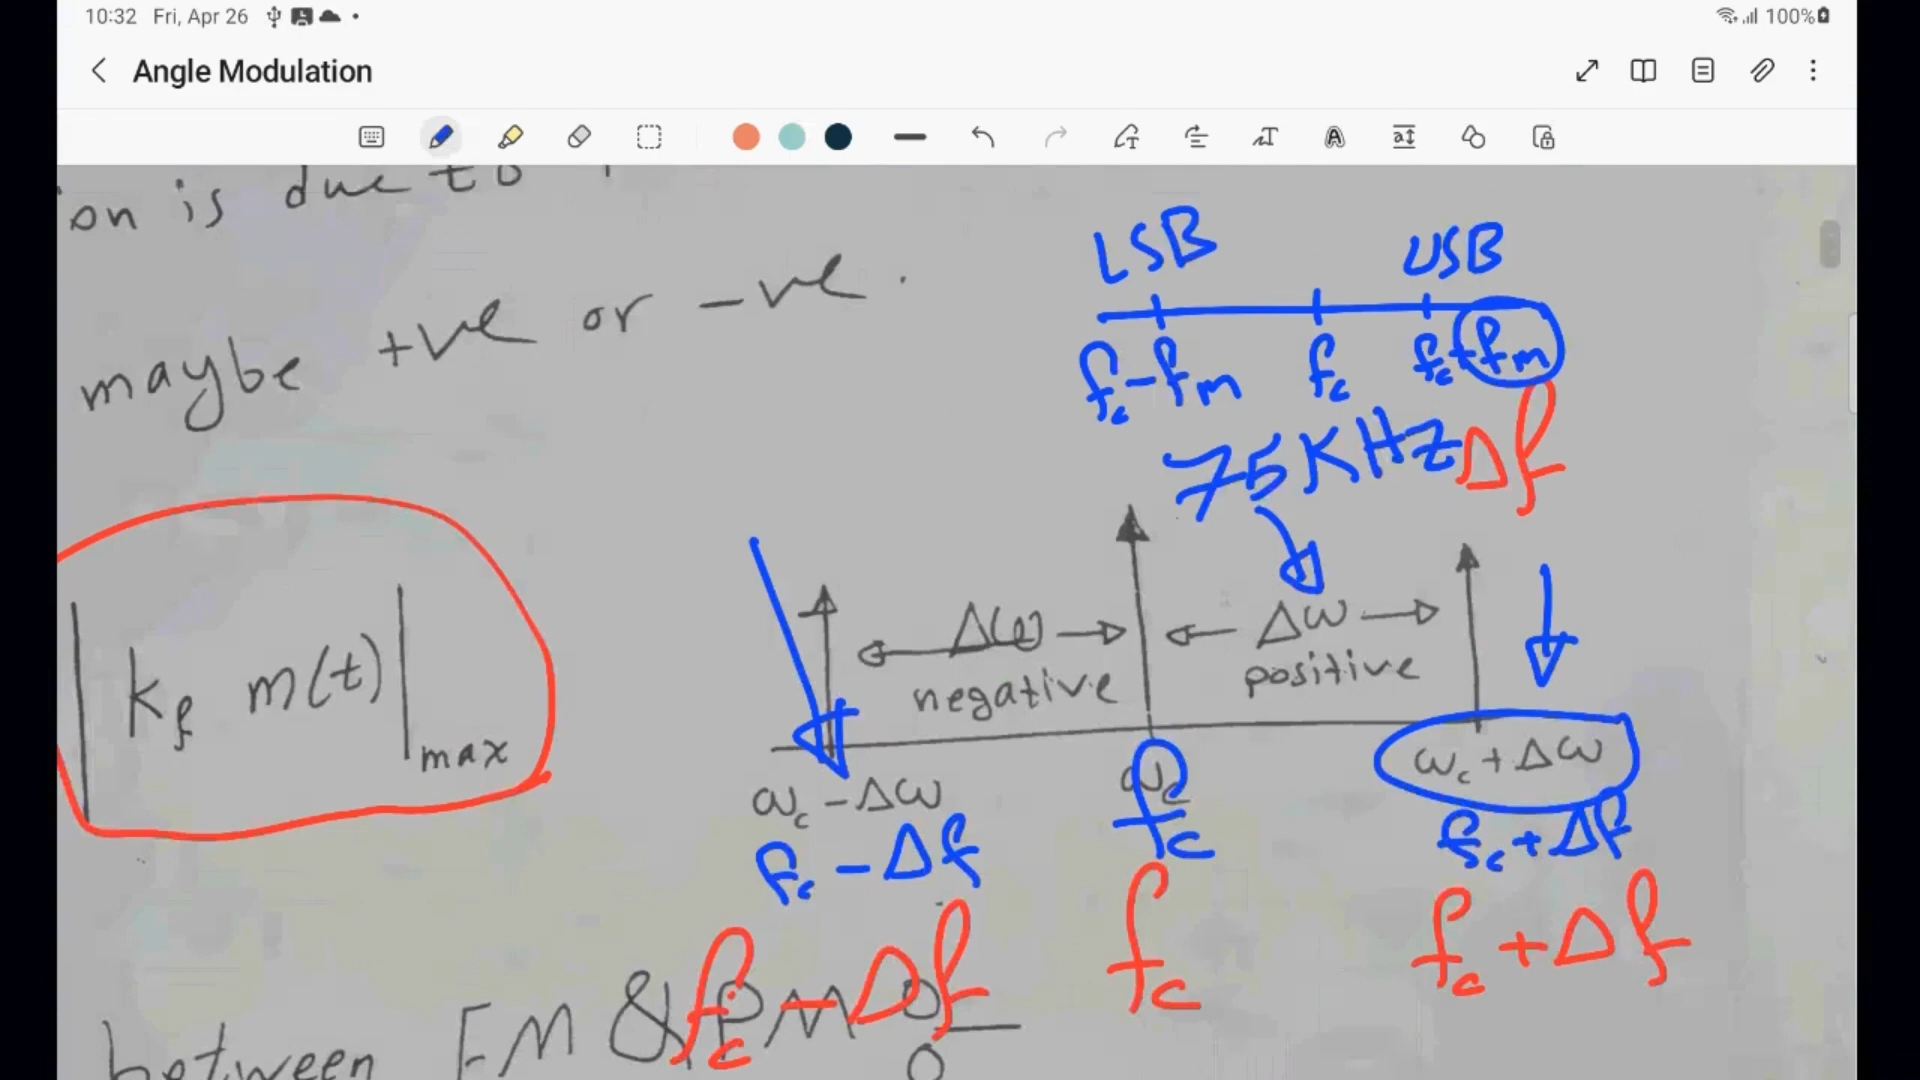 10:32 Fri, Apr 26
100%
Angle Modulation
on is due to
maybe +ve or -ve.
LSB USB
fc-fm fc fc+fm
75KHz Δf
| kf m(t) | max
Δω negative
Δω positive
ωc - Δω ωc ωc + Δω
fc - Δf fc fc + Δf
fc - Δf fc fc + Δf
between FM & PM :-